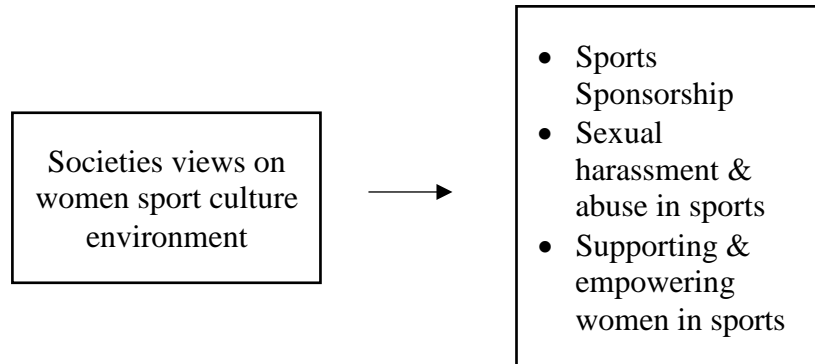 Societies views on
women sport culture
environment
• Sports
Sponsorship
• Sexual
harassment &
abuse in sports
• Supporting &
empowering
women in sports